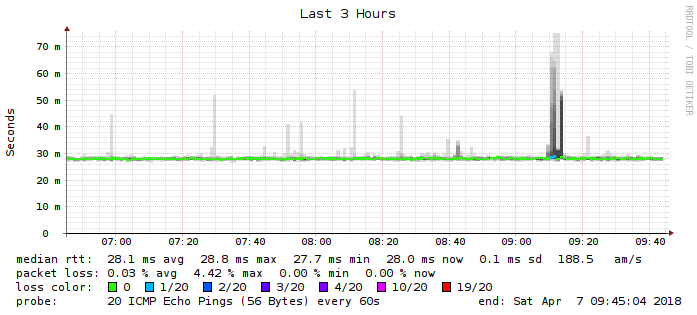 Last 3 Hours
RRDTOOL / TOBI OETIKER
Seconds
70 m
60 m
50 m
40 m
30 m
20 m
10 m
0
07:00 07:20 07:40 08:00 08:20 08:40 09:00 09:20 09:40
median rtt: 28.1 ms avg 28.8 ms max 27.7 ms min 28.0 ms now 0.1 ms sd 188.5 am/s
packet loss: 0.03 % avg 4.42 % max 0.00 % min 0.00 % now
loss color: 0 1/20 2/20 3/20 4/20 10/20 19/20
probe: 20 ICMP Echo Pings (56 Bytes) every 60s end: Sat Apr 7 09:45:04 2018